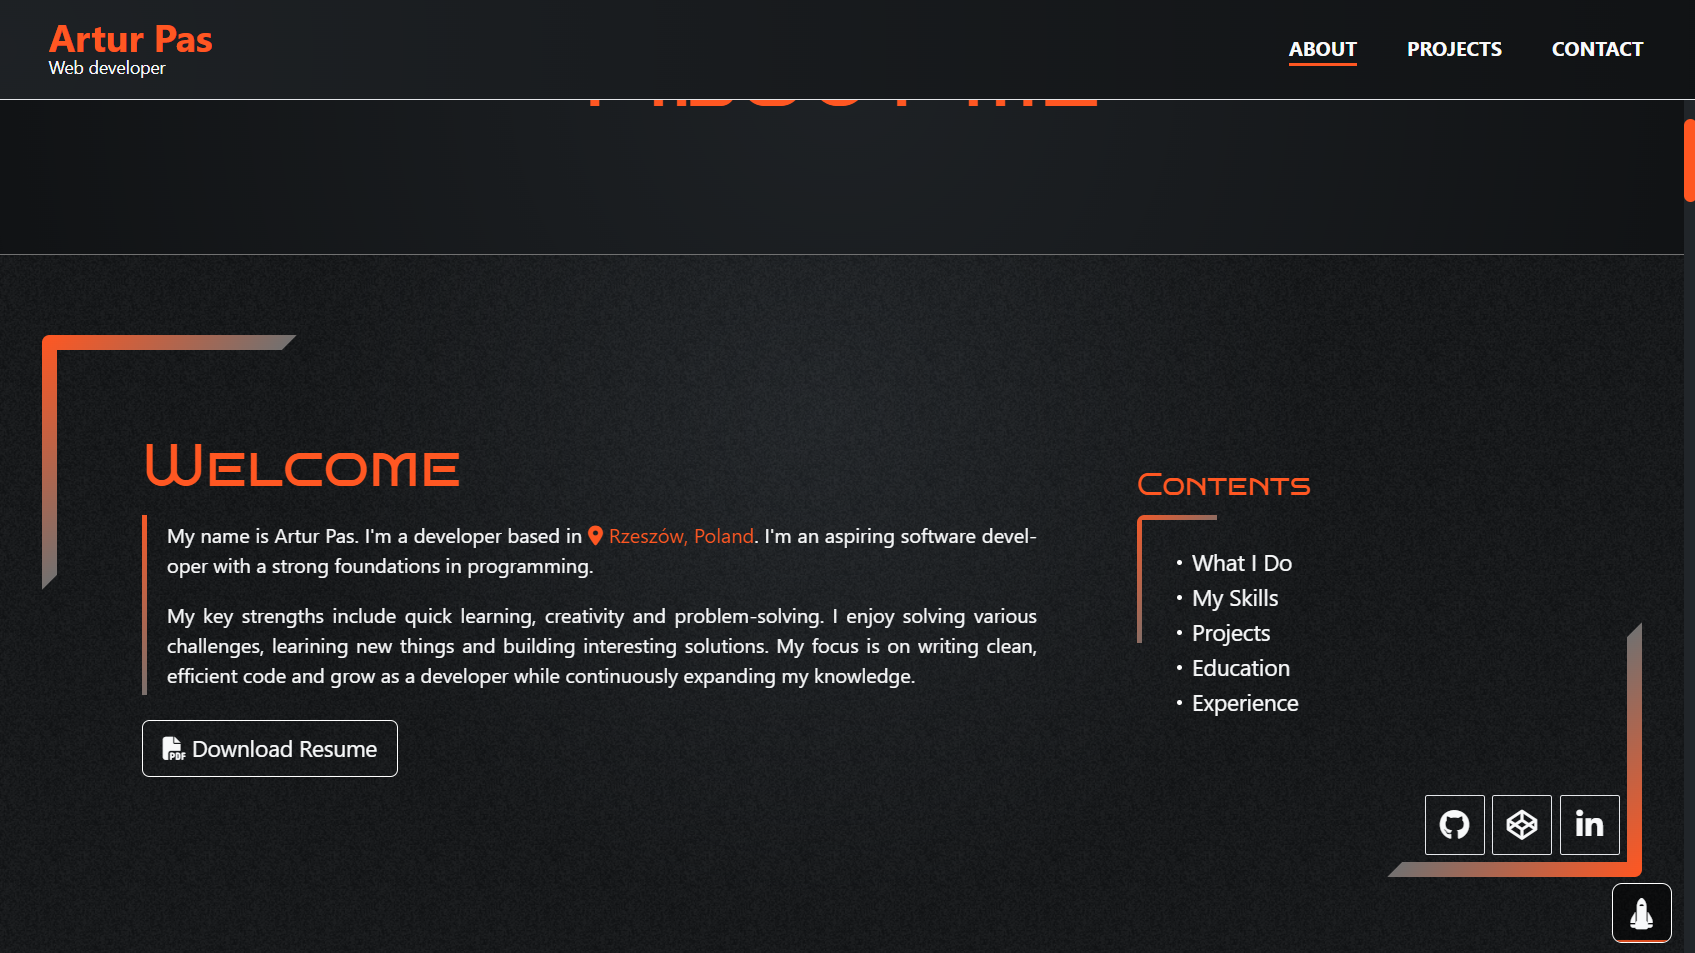 Artur Pas
Web developer
ABOUT
PROJECTS
CONTACT
Welcome
My name is Artur Pas. I'm a developer based in Rzeszów, Poland. I'm an aspiring software devel-
oper with a strong foundations in programming.
My key strengths include quick learning, creativity and problem-solving. I enjoy solving various
challenges, learining new things and building interesting solutions. My focus is on writing clean,
efficient code and grow as a developer while continuously expanding my knowledge.
PDF Download Resume
Contents
• What I Do
• My Skills
• Projects
• Education
• Experience
in